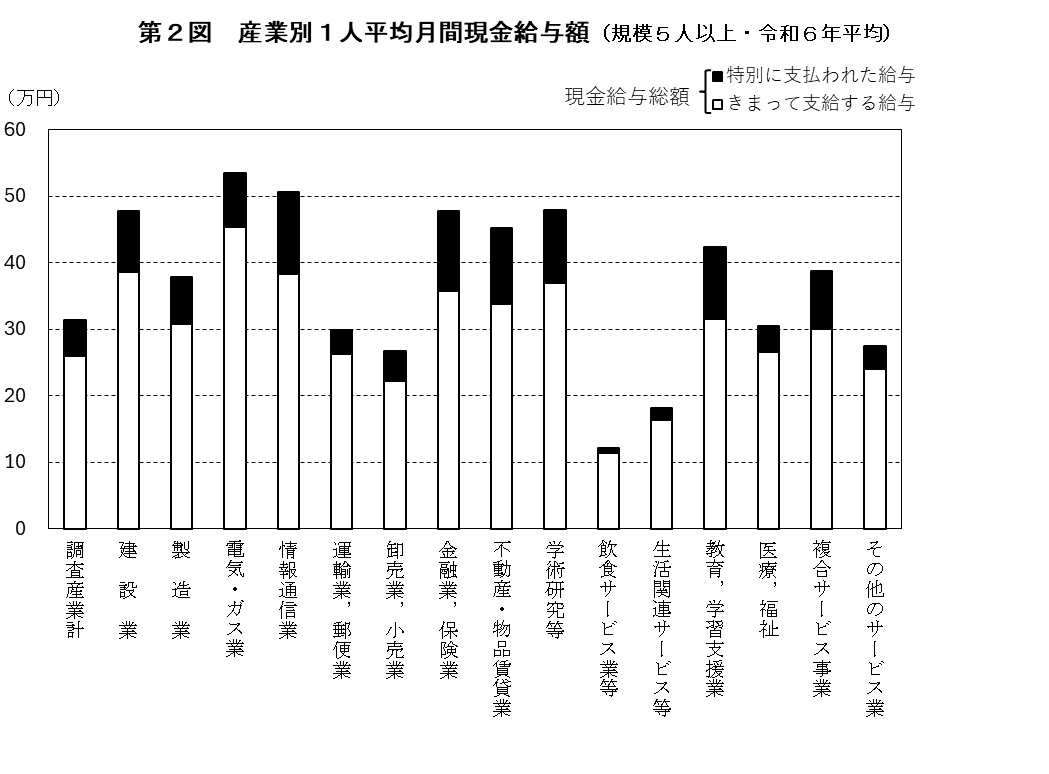 第２図　産業別１人平均月間現金給与額（規模５人以上・令和６年平均）
現金給与総額
■特別に支払われた給与
□きまって支給する給与
（万円）
60
50
40
30
20
10
0
調査産業計
建設業
製造業
電気・ガス業
情報通信業
運輸業，郵便業
卸売業，小売業
金融業，保険業
不動産・物品賃貸業
学術研究等
飲食サービス業等
生活関連サービス等
教育，学習支援業
医療，福祉
複合サービス事業
その他のサービス業